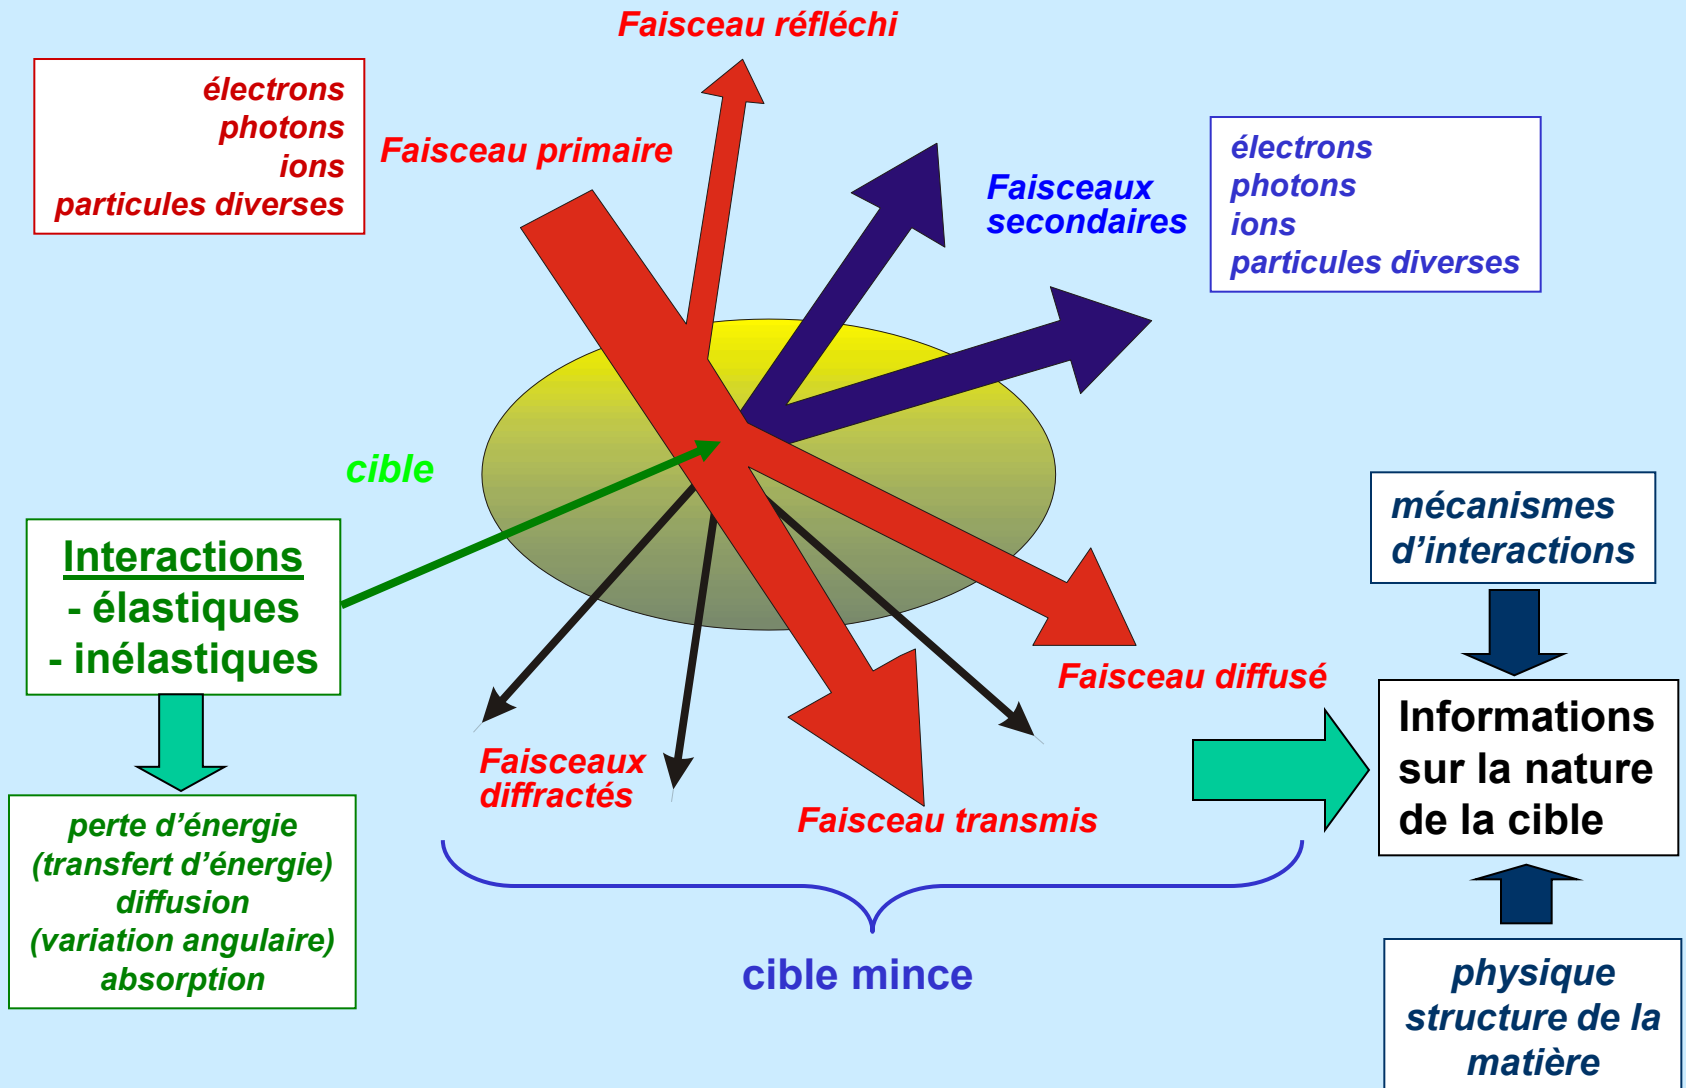 Faisceau réfléchi
électrons
photons
ions
particules diverses
Faisceau primaire
Faisceaux
secondaires
électrons
photons
ions
particules diverses
cible
Interactions
- élastiques
- inélastiques
mécanismes
d’interactions
Faisceau diffusé
Informations
sur la nature
de la cible
Faisceaux
diffractés
Faisceau transmis
perte d’énergie
(transfert d’énergie)
diffusion
(variation angulaire)
absorption
cible mince
physique
structure de la
matière